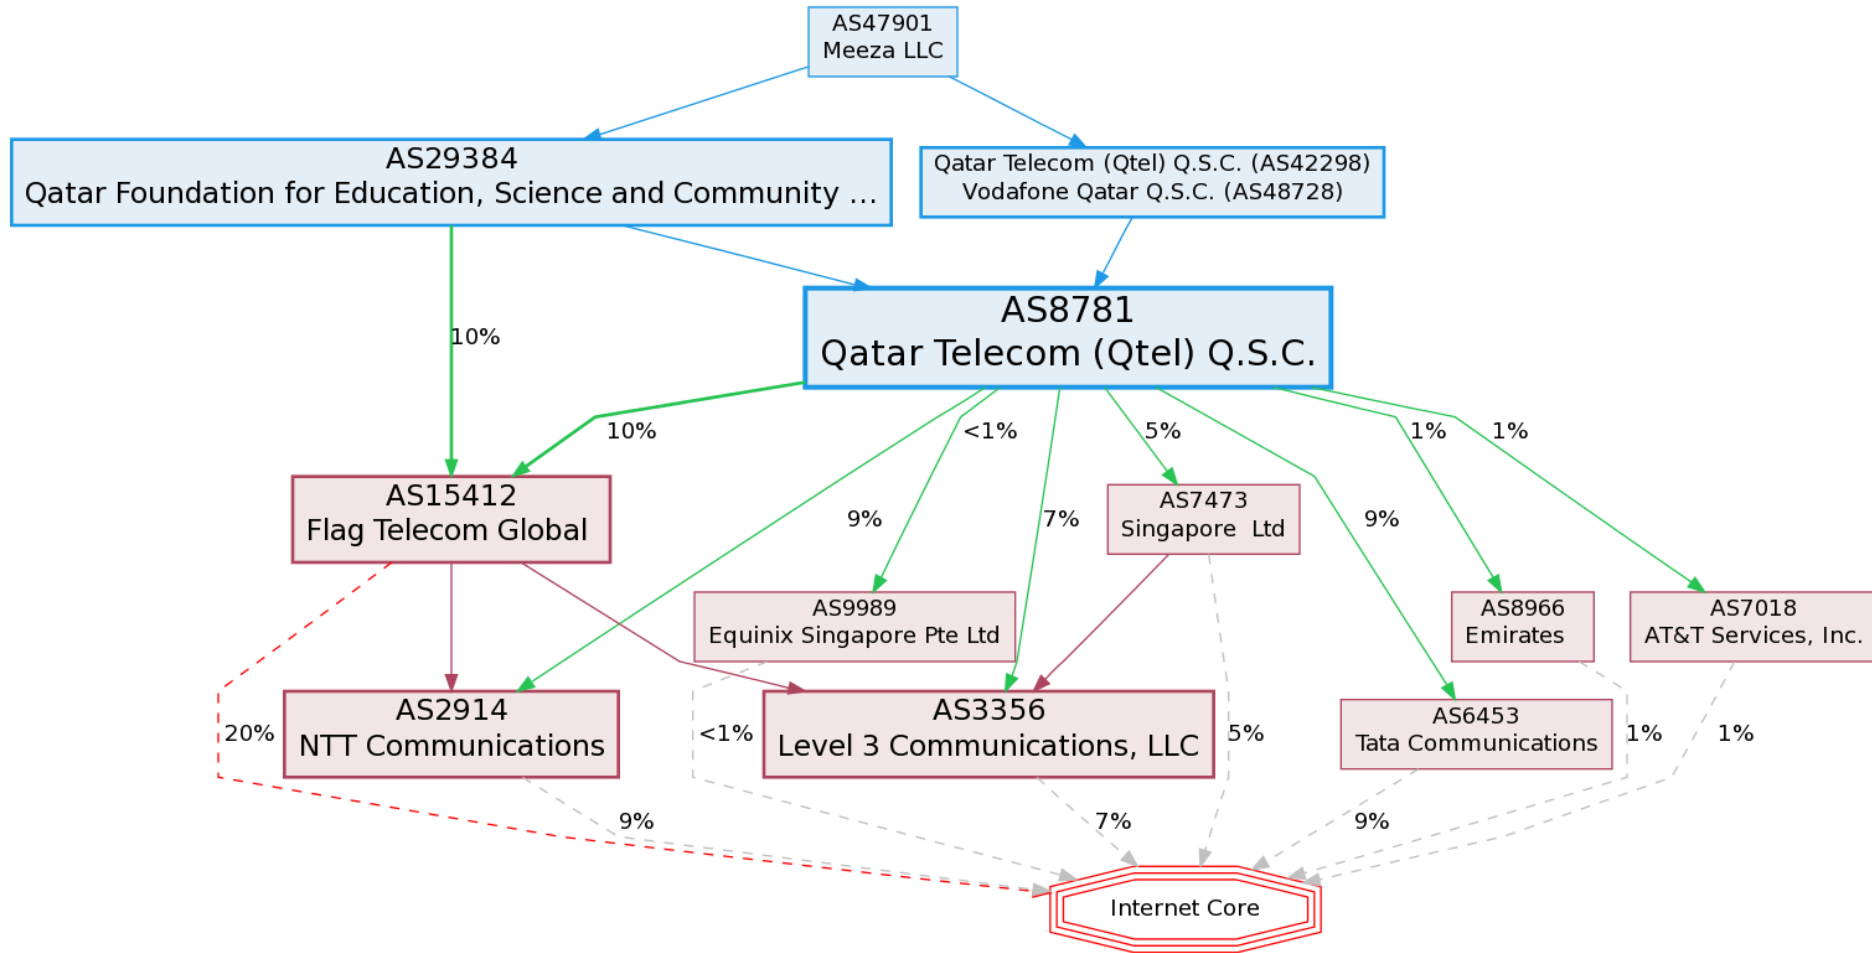 AS47901
Meeza LLC
AS29384
Qatar Foundation for Education, Science and Community ...
Qatar Telecom (Qtel) Q.S.C. (AS42298)
Vodafone Qatar Q.S.C. (AS48728)
AS8781
Qatar Telecom (Qtel) Q.S.C.
10%
10%
<1%
5%
1%
1%
AS15412
Flag Telecom Global
9%
7%
AS7473
Singapore  Ltd
9%
AS9989
Equinix Singapore Pte Ltd
AS8966
Emirates
AS7018
AT&T Services, Inc.
20%
AS2914
NTT Communications
<1%
AS3356
Level 3 Communications, LLC
5%
AS6453
Tata Communications
1%
1%
9%
7%
9%
Internet Core